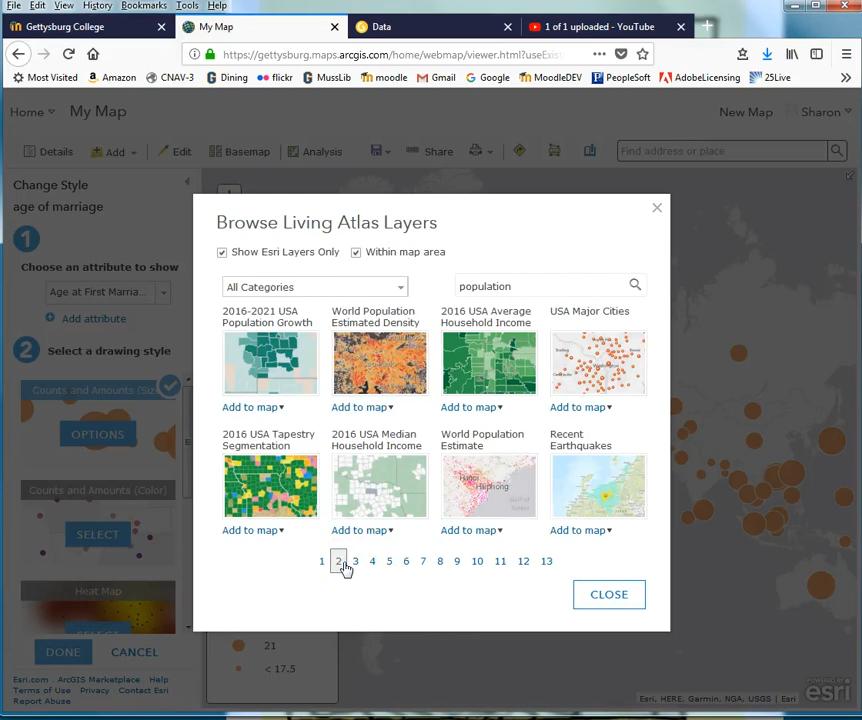 File Edit View History Bookmarks Tools Help
Gettysburg College × My Map × Data × 1 of 1 uploaded - YouTube × +
https://gettysburg.maps.arcgis.com/home/webmap/viewer.html?useExis
Most Visited Amazon CNAV-3 Dining flickr MussLib moodle Gmail Google MoodleDEV PeopleSoft AdobeLicensing 25Live
Home My Map New Map Sharon
Details Add Edit Basemap Analysis Share Find address or place
Change Style
age of marriage
1
Choose an attribute to show
Age at First Marria...
Add attribute
2 Select a drawing style
Counts and Amounts (Siz
OPTIONS
Counts and Amounts (Color)
SELECT
Heat Map
SELECT
DONE CANCEL
Esri.com . ArcGIS Marketplace . Help
Terms of Use . Privacy . Contact Esri
Report Abuse
Browse Living Atlas Layers
Show Esri Layers Only Within map area
All Categories population
2016-2021 USA Population Growth
World Population Estimated Density
2016 USA Average Household Income
USA Major Cities
Add to map Add to map Add to map Add to map
2016 USA Tapestry Segmentation
2016 USA Median Household Income
World Population Estimate
Recent Earthquakes
Hanoi
Haiphong
Add to map Add to map Add to map Add to map
1 2 3 4 5 6 7 8 9 10 11 12 13
CLOSE
21
< 17.5
Esri, HERE, Garmin, NGA, USGS | Esri
POWERED BY
esri